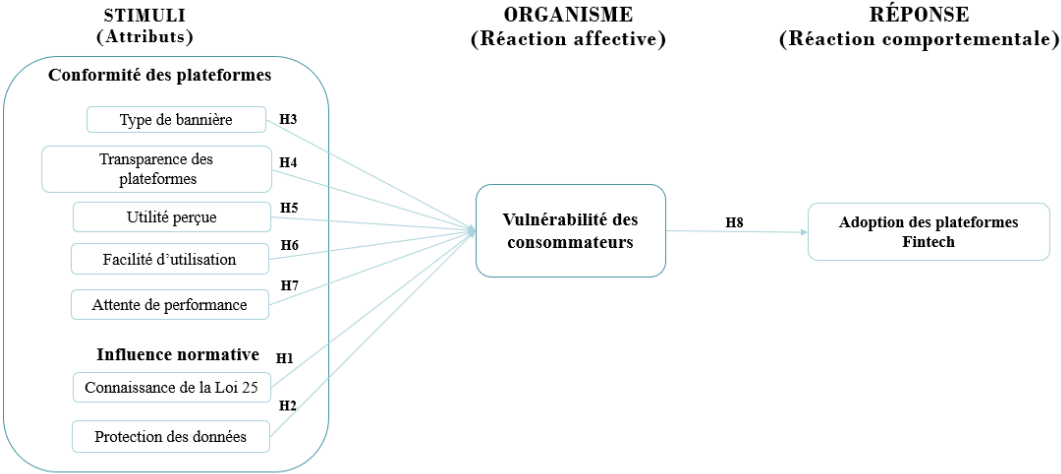 STIMULI
(Attributs)
ORGANISME
(Réaction affective)
RÉPONSE
(Réaction comportementale)
Conformité des plateformes
Type de bannière
H3
Transparence des
plateformes
H4
Utilité perçue
H5
Facilité d'utilisation
H6
Attente de performance
H7
Influence normative
H1
Connaissance de la Loi 25
H2
Protection des données
Vulnérabilité des
consommateurs
H8
Adoption des plateformes
Fintech